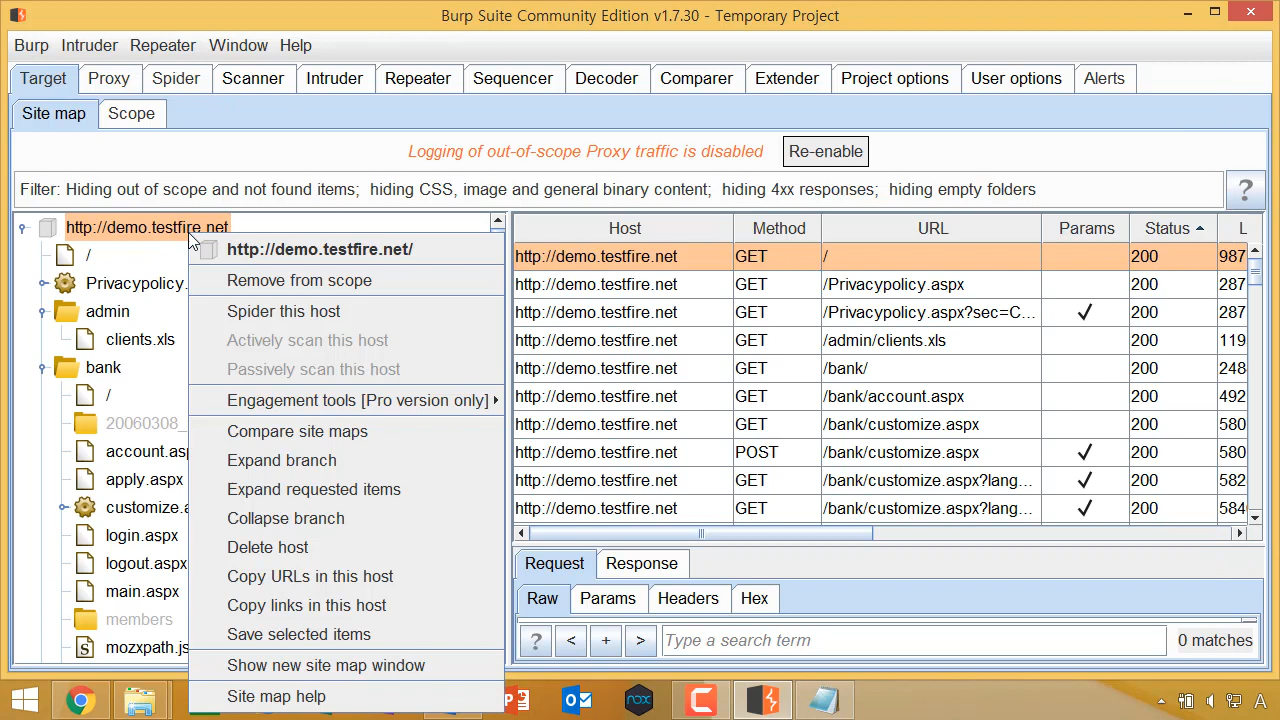 Burp Suite Community Edition v1.7.30 - Temporary Project
Burp Intruder Repeater Window Help
Target Proxy Spider Scanner Intruder Repeater Sequencer Decoder Comparer Extender Project options User options Alerts
Site map Scope
Logging of out-of-scope Proxy traffic is disabled Re-enable
Filter: Hiding out of scope and not found items; hiding CSS, image and general binary content; hiding 4xx responses; hiding empty folders ?
http://demo.testfire.net
/
Privacypolicy.
admin
clients.xls
bank
/
20060308_
account.asp
apply.aspx
customize.a
login.aspx
logout.aspx
main.aspx
members
mozxpath.js
http://demo.testfire.net/
Remove from scope
Spider this host
Actively scan this host
Passively scan this host
Engagement tools [Pro version only]
Compare site maps
Expand branch
Expand requested items
Collapse branch
Delete host
Copy URLs in this host
Copy links in this host
Save selected items
Show new site map window
Site map help
Host Method URL Params Status L
http://demo.testfire.net GET / 200 987
http://demo.testfire.net GET /Privacypolicy.aspx 200 287
http://demo.testfire.net GET /Privacypolicy.aspx?sec=C... ✓ 200 287
http://demo.testfire.net GET /admin/clients.xls 200 119
http://demo.testfire.net GET /bank/ 200 248
http://demo.testfire.net GET /bank/account.aspx 200 492
http://demo.testfire.net GET /bank/customize.aspx 200 580
http://demo.testfire.net POST /bank/customize.aspx ✓ 200 580
http://demo.testfire.net GET /bank/customize.aspx?lang... ✓ 200 582
http://demo.testfire.net GET /bank/customize.aspx?lang... ✓ 200 584
Request Response
Raw Params Headers Hex
? < + > Type a search term 0 matches
nox
A